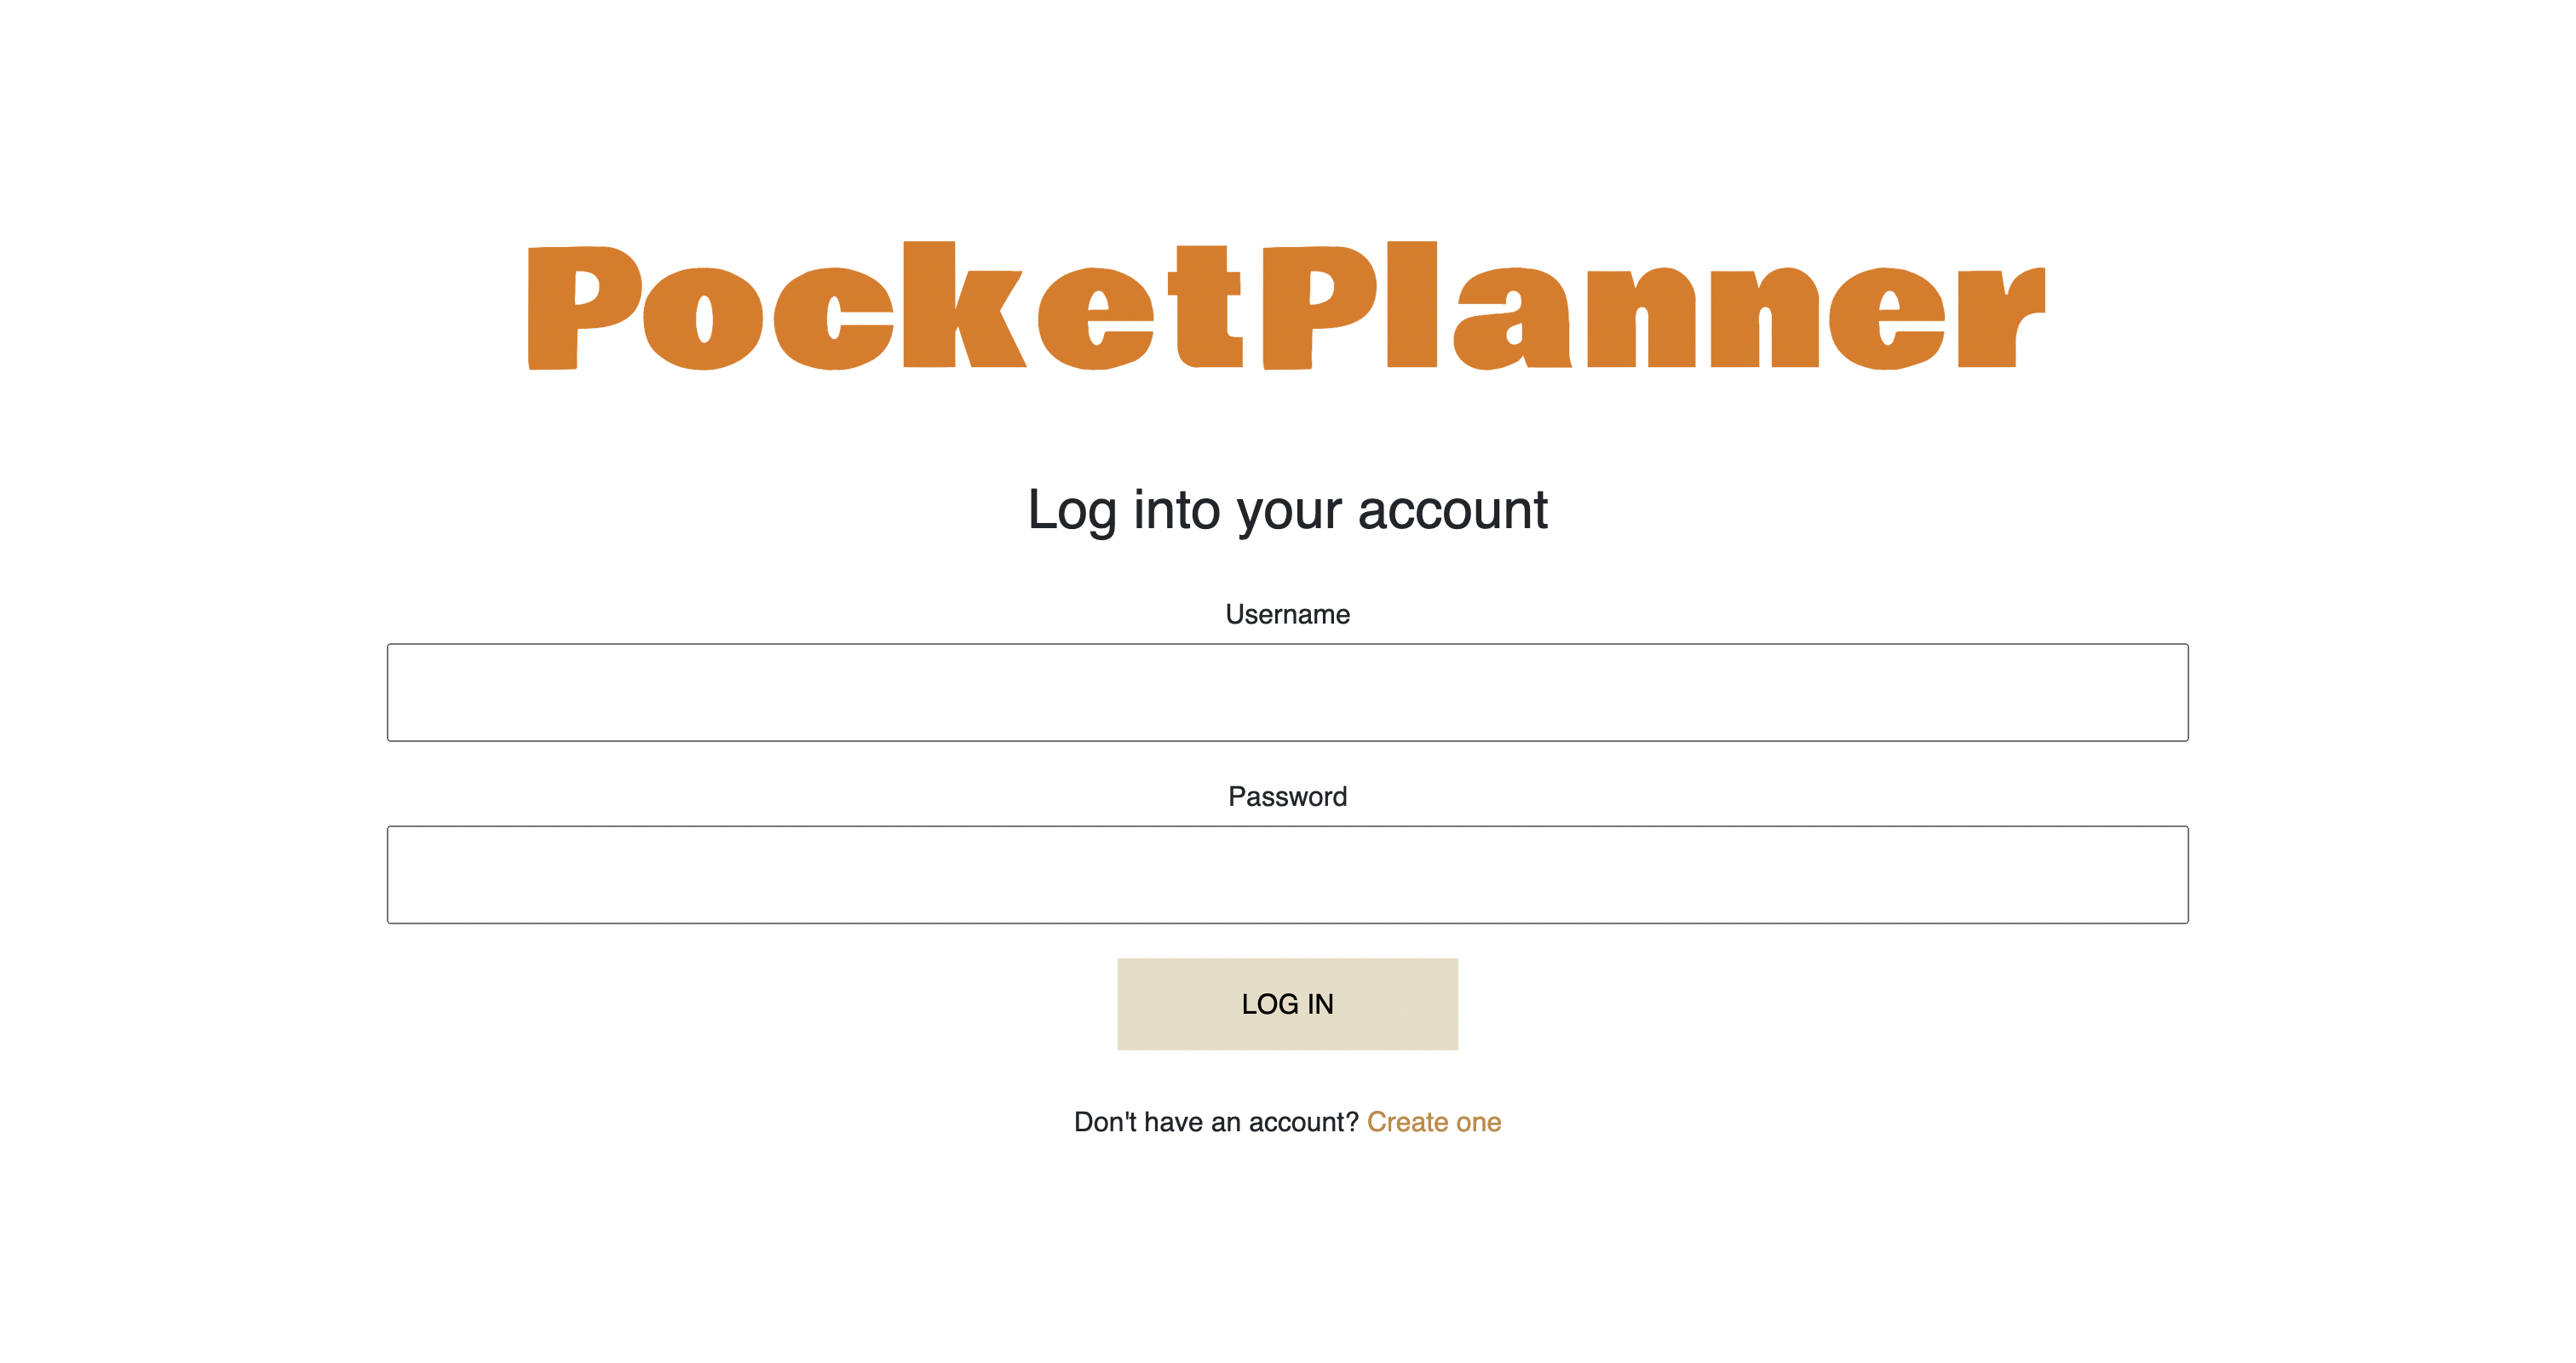 PocketPlanner
Log into your account
Username
Password
LOG IN
Don't have an account? Create one